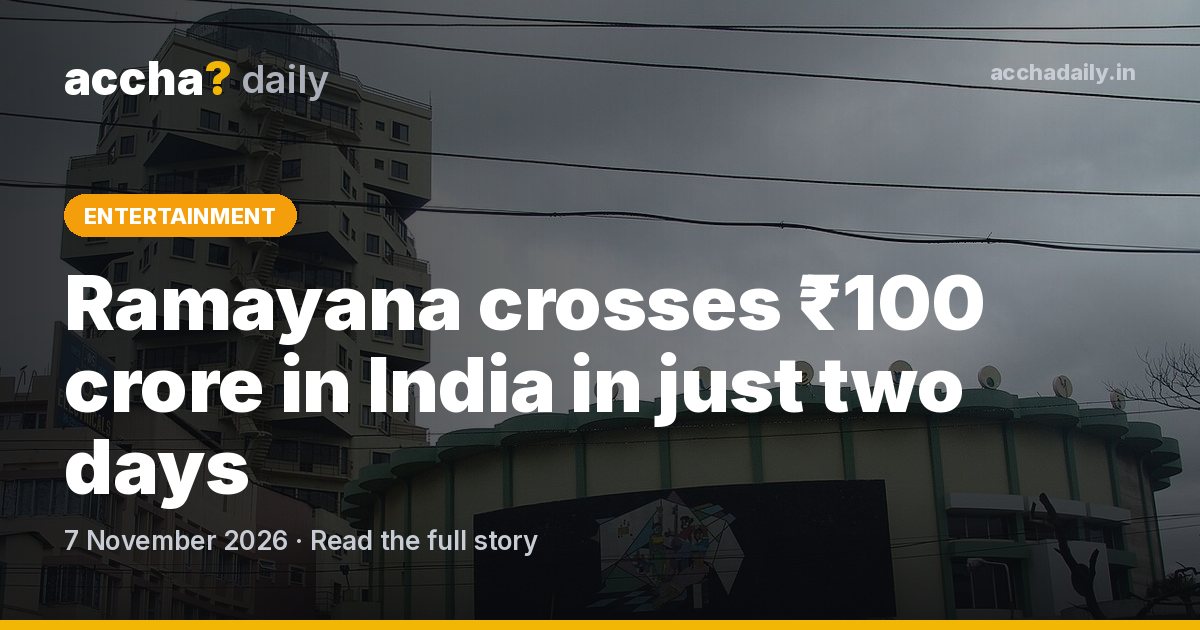 accha? daily
acchadaily.in
ENTERTAINMENT
Ramayana crosses ₹100
crore in India in just two
days
7 November 2026 · Read the full story